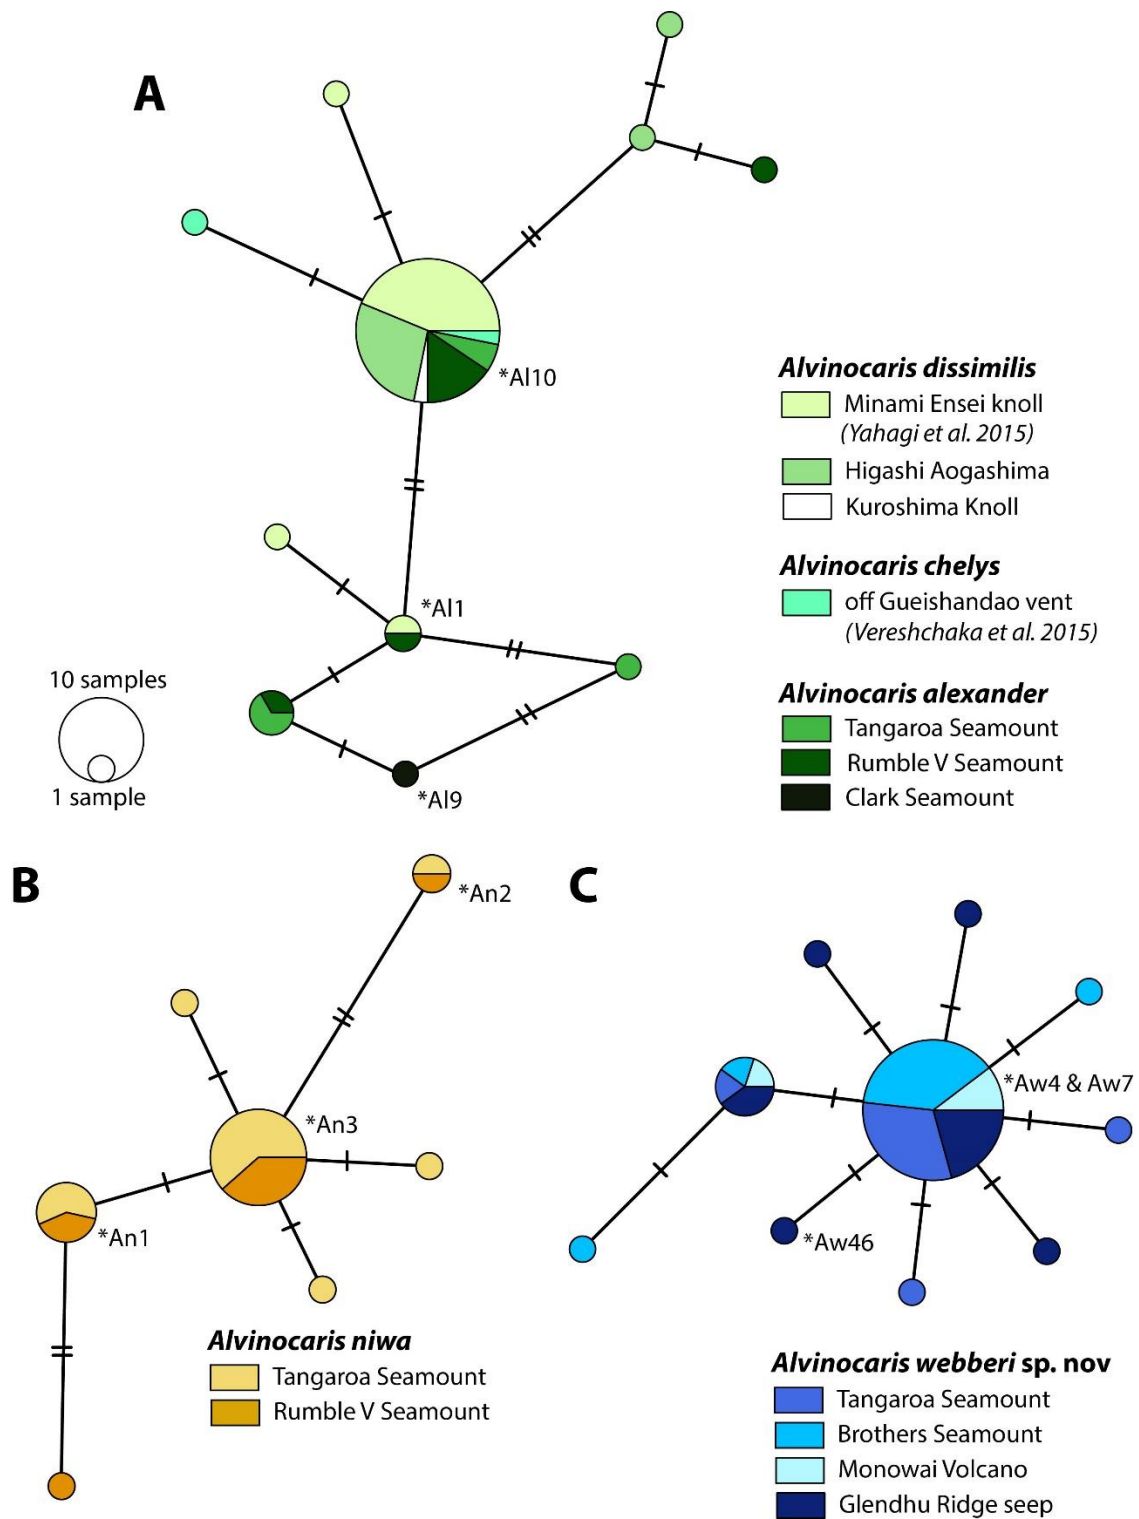 A
*Al10
Alvinocaris dissimilis
Minami Ensei knoll
(Yahagi et al. 2015)
Higashi Aogashima
Kuroshima Knoll
Alvinocaris chelys
off Gueishandao vent
(Vereshchaka et al. 2015)
Alvinocaris alexander
Tangaroa Seamount
Rumble V Seamount
Clark Seamount
*Al1
10 samples
1 sample
*Al9
B
*An2
*An3
*An1
Alvinocaris niwa
Tangaroa Seamount
Rumble V Seamount
C
*Aw4 & Aw7
*Aw46
Alvinocaris webberi sp. nov
Tangaroa Seamount
Brothers Seamount
Monowai Volcano
Glendhu Ridge seep